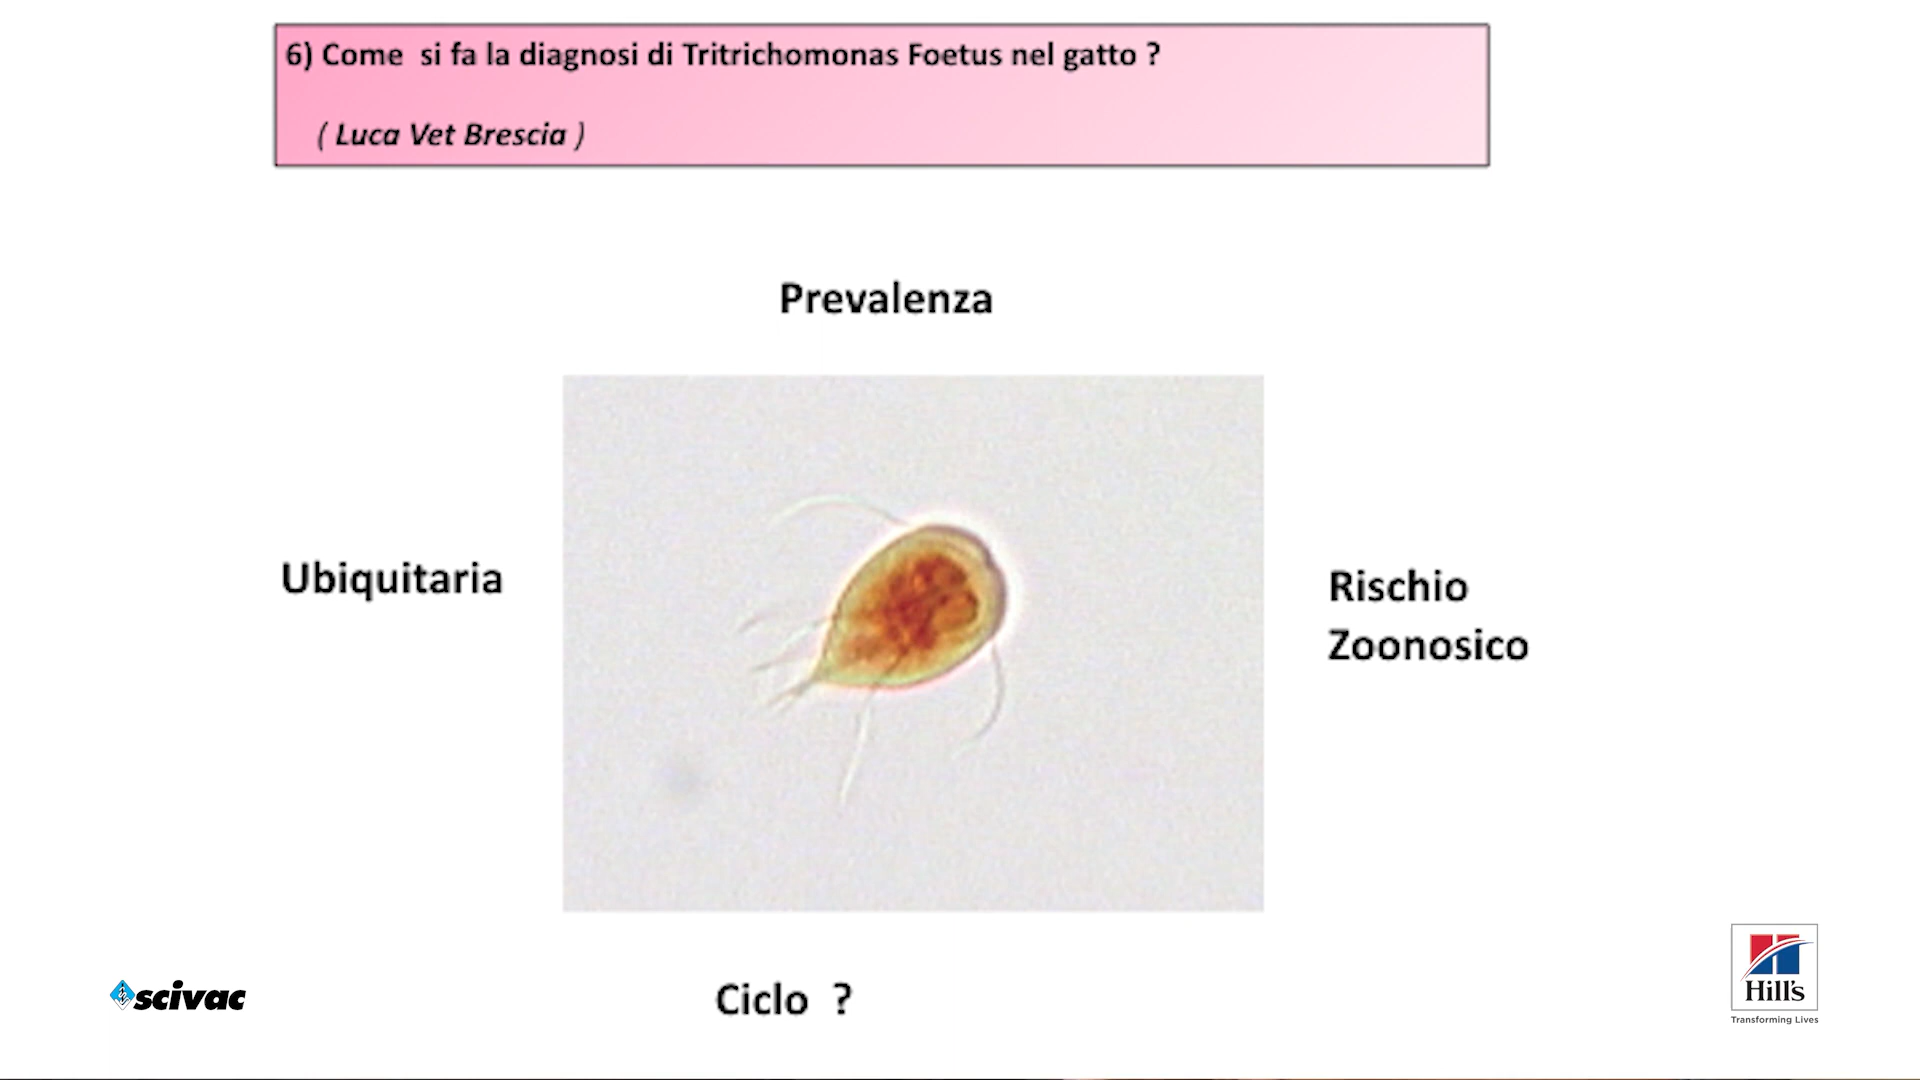 6) Come si fa la diagnosi di Tritrichomonas Foetus nel gatto ?
( Luca Vet Brescia )
Prevalenza
Ubiquitaria
Rischio
Zoonosico
Ciclo ?
scivac
Hill's
Transforming Lives